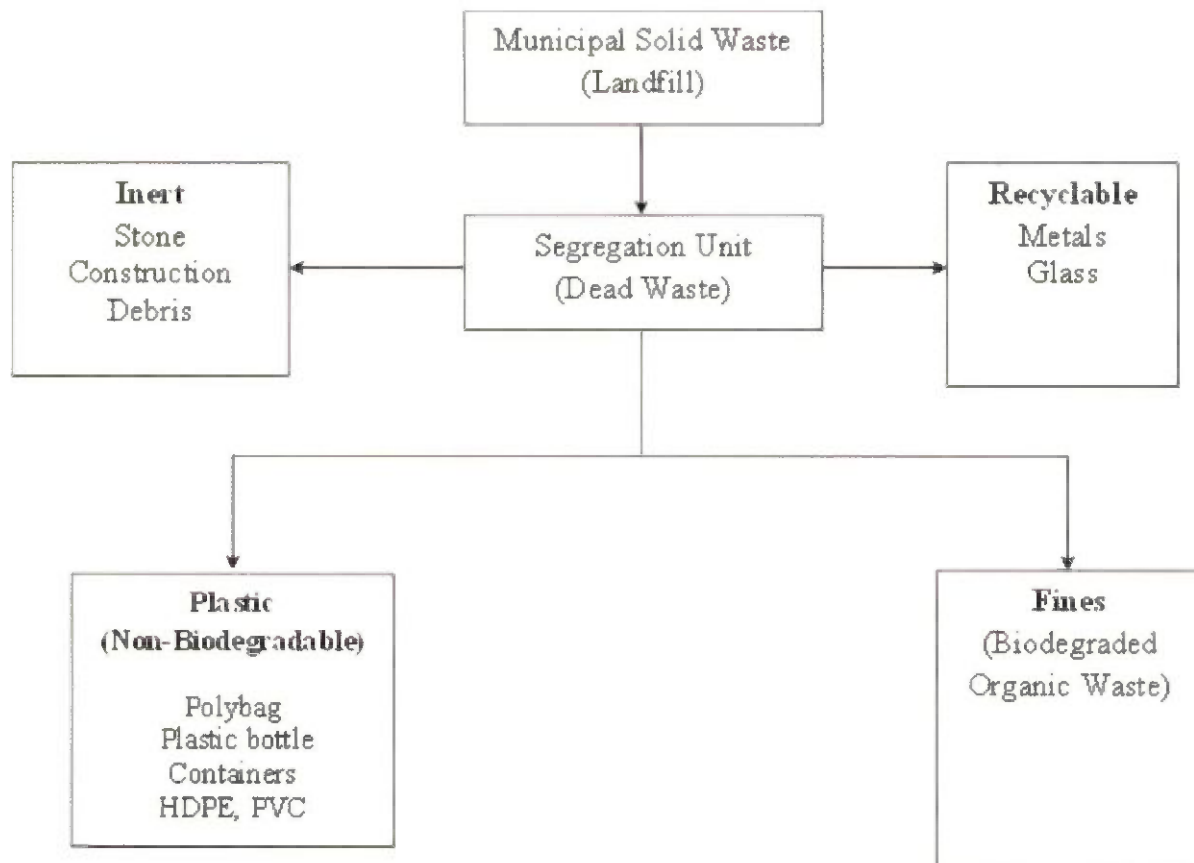 Municipal Solid Waste
(Landfill)
Inert
Stone
Construction
Debris
Segregation Unit
(Dead Waste)
Recyclable
Metals
Glass
Plastic
(Non-Biodegradable)
Polybag
Plastic bottle
Containers
HDPE, PVC
Fines
(Biodegraded
Organic Waste)